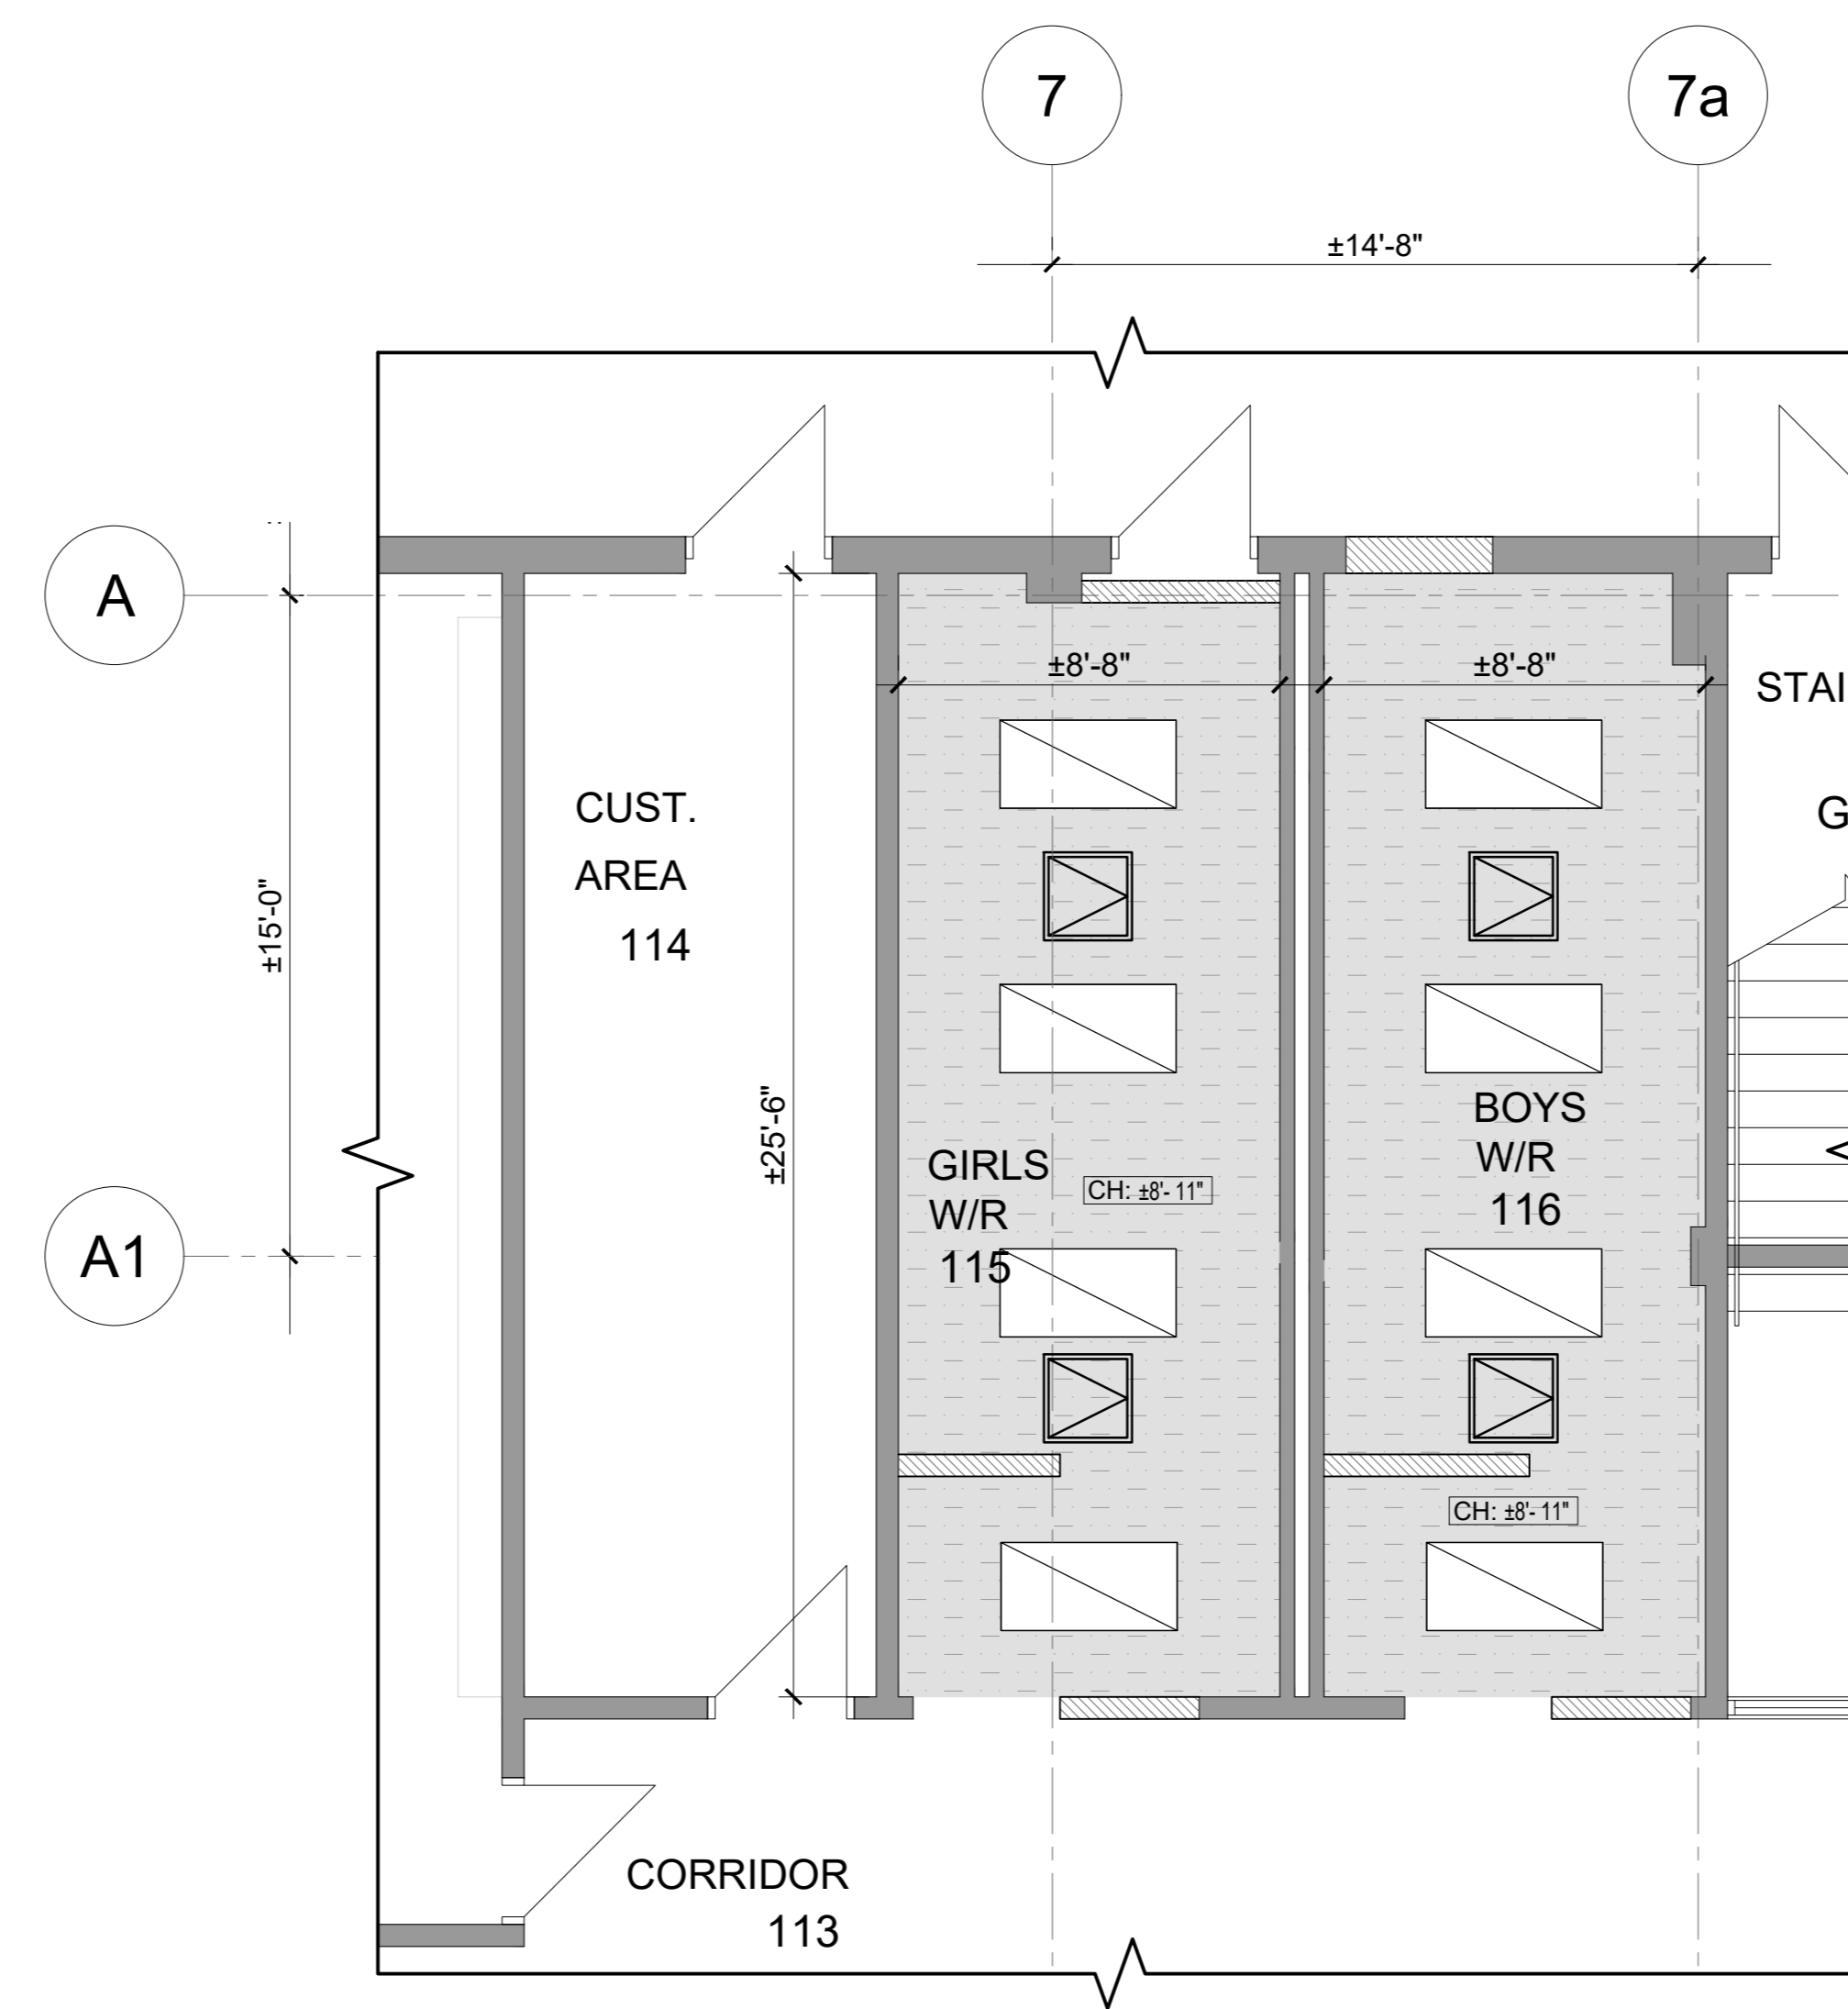 7
7a
±14'-8"
A
±8'-8"
±8'-8"
STAI
CUST.
AREA
114
G
±15'-0"
±25'-6"
BOYS
W/R
116
GIRLS
W/R
115
CH: ±8'- 11"
A1
CH: ±8'- 11"
CORRIDOR
113